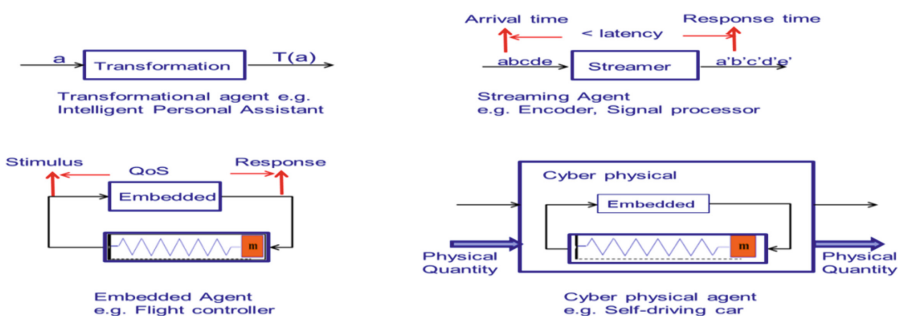 a
Transformation
T(a)
Transformational agent e.g.
Intelligent Personal Assistant
Arrival time
Response time
< latency
abcde
Streamer
a'b'c'd'e'
Streaming Agent
e.g. Encoder, Signal processor
Stimulus
QoS
Response
Embedded
m
Embedded Agent
e.g. Flight controller
Cyber physical
Embedded
m
Physical
Quantity
Physical
Quantity
Cyber physical agent
e.g. Self-driving car